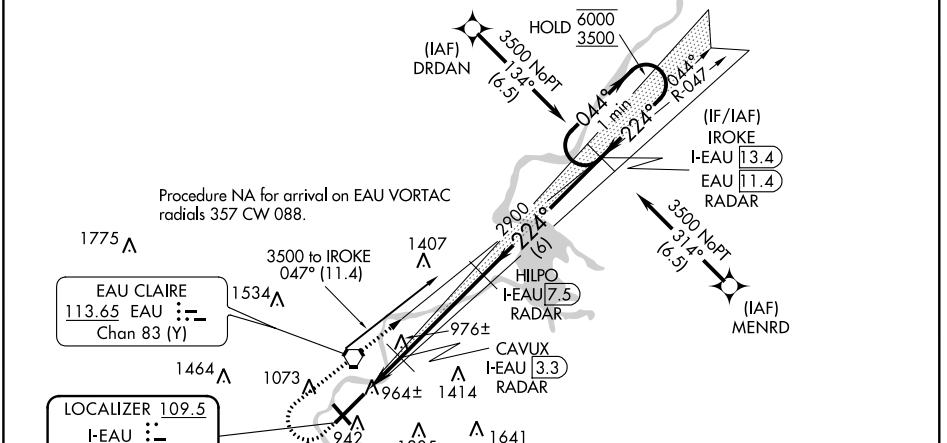 HOLD 6000
3500
(IAF)
DRDAN
3500 NoPT
134°
(6.5)
044°
1 min
224°
044°
R-047
(IF/IAF)
IROKE
I-EAU 13.4
EAU 11.4
RADAR
Procedure NA for arrival on EAU VORTAC
radials 357 CW 088.
2900
224°
(6)
3500 NoPT
314°
(6.5)
1775
3500 to IROKE
047° (11.4)
1407
HILPO
I-EAU 7.5
RADAR
(IAF)
MENRD
EAU CLAIRE
113.65 EAU
Chan 83 (Y)
1534
976±
CAVUX
I-EAU 3.3
RADAR
1464
1073
964±
1414
LOCALIZER 109.5
I-EAU
942
1641